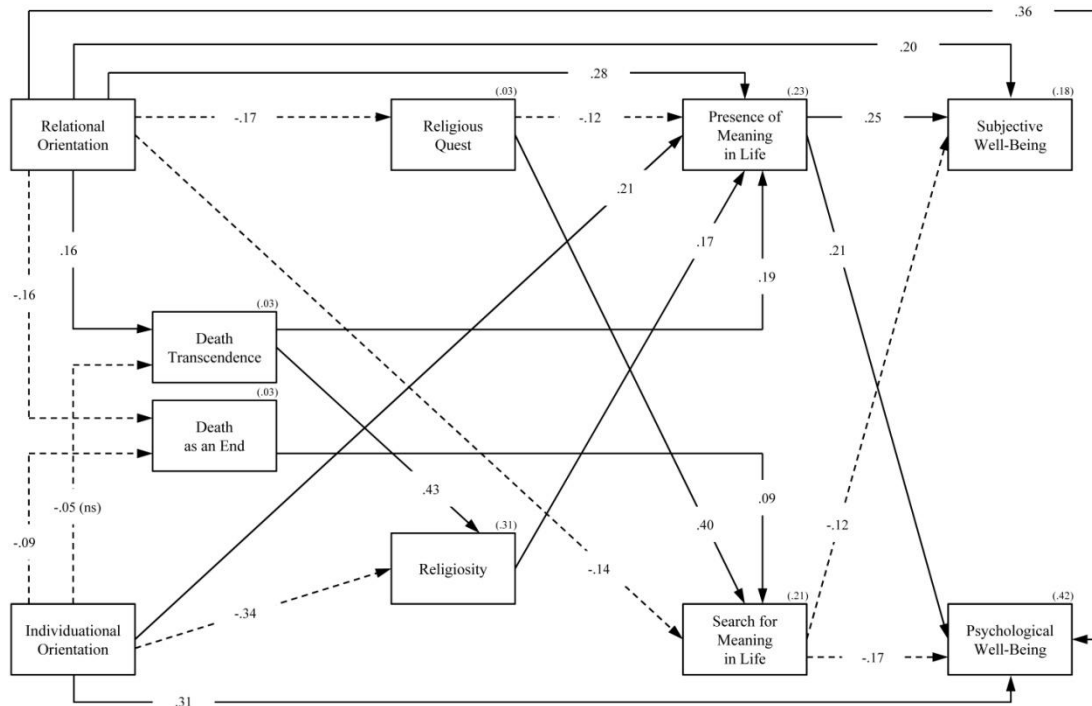 .36
.20
.28
(.03)
(.23)
(.18)
Relational
Orientation
-.17
Religious
Quest
-.12
Presence of
Meaning
in Life
.25
Subjective
Well-Being
.21
.16
.17
.21
.19
-.16
(.03)
Death
Transcendence
(.03)
Death
as an End
.43
-.05 (ns)
.09
-.09
.40
-.12
(.31)
Religiosity
-.14
-.34
(.21)
(.42)
Individuational
Orientation
Search for
Meaning
in Life
-.17
Psychological
Well-Being
.31